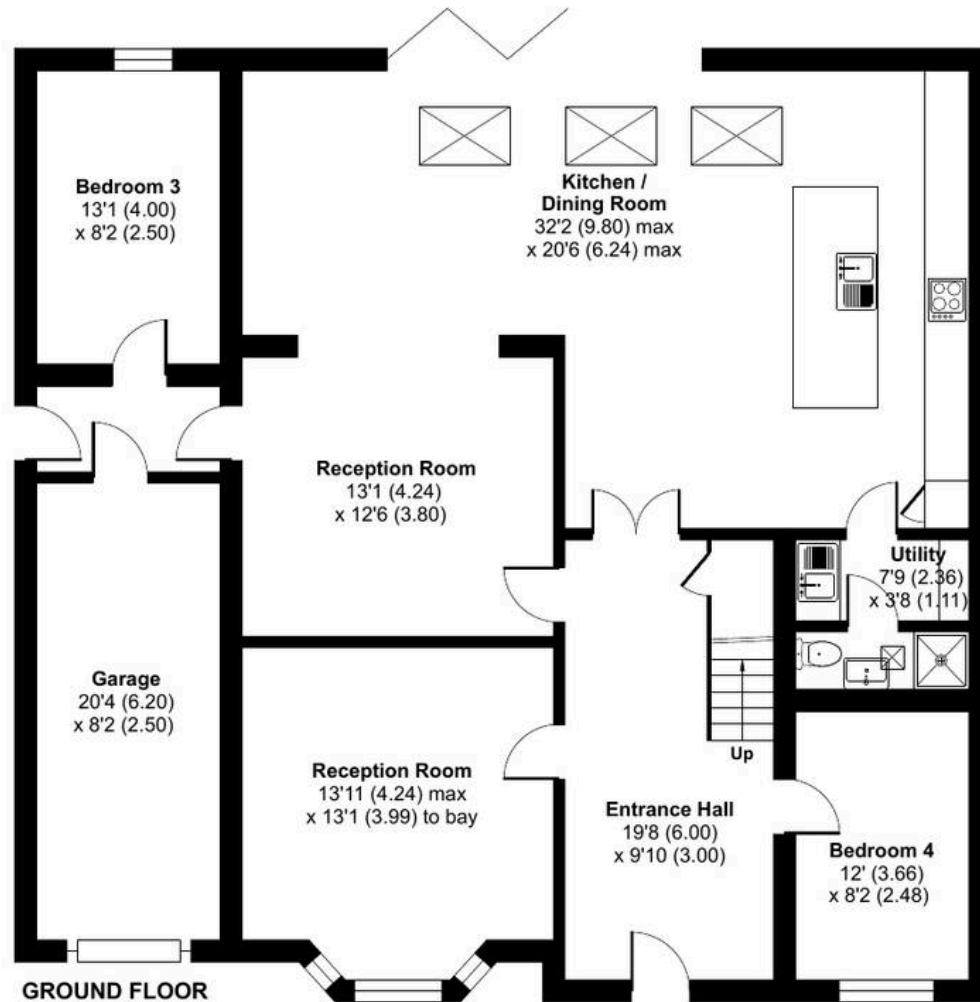 Bedroom 3
13'1 (4.00)
x 8'2 (2.50)
Kitchen /
Dining Room
32'2 (9.80) max
x 20'6 (6.24) max
Reception Room
13'1 (4.24)
x 12'6 (3.80)
Utility
7'9 (2.36)
x 3'8 (1.11)
Garage
20'4 (6.20)
x 8'2 (2.50)
Reception Room
13'11 (4.24) max
x 13'1 (3.99) to bay
Up
Entrance Hall
19'8 (6.00)
x 9'10 (3.00)
Bedroom 4
12' (3.66)
x 8'2 (2.48)
GROUND FLOOR